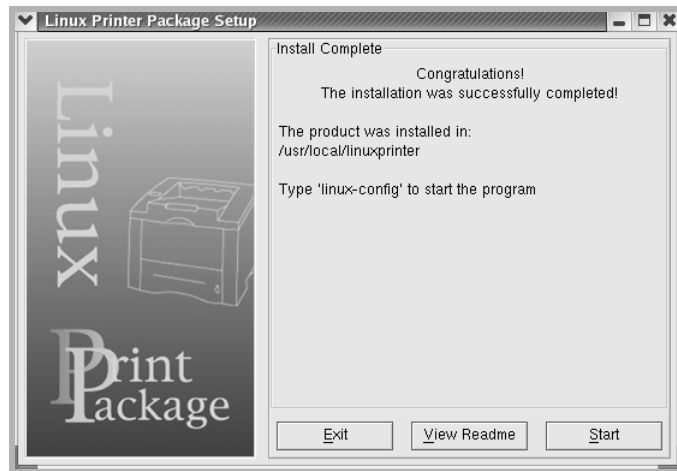 Linux Printer Package Setup
Linux
Print
Package
Install Complete
Congratulations!
The installation was successfully completed!
The product was installed in:
/usr/local/linuxprinter
Type 'linux-config' to start the program
Exit
View Readme
Start